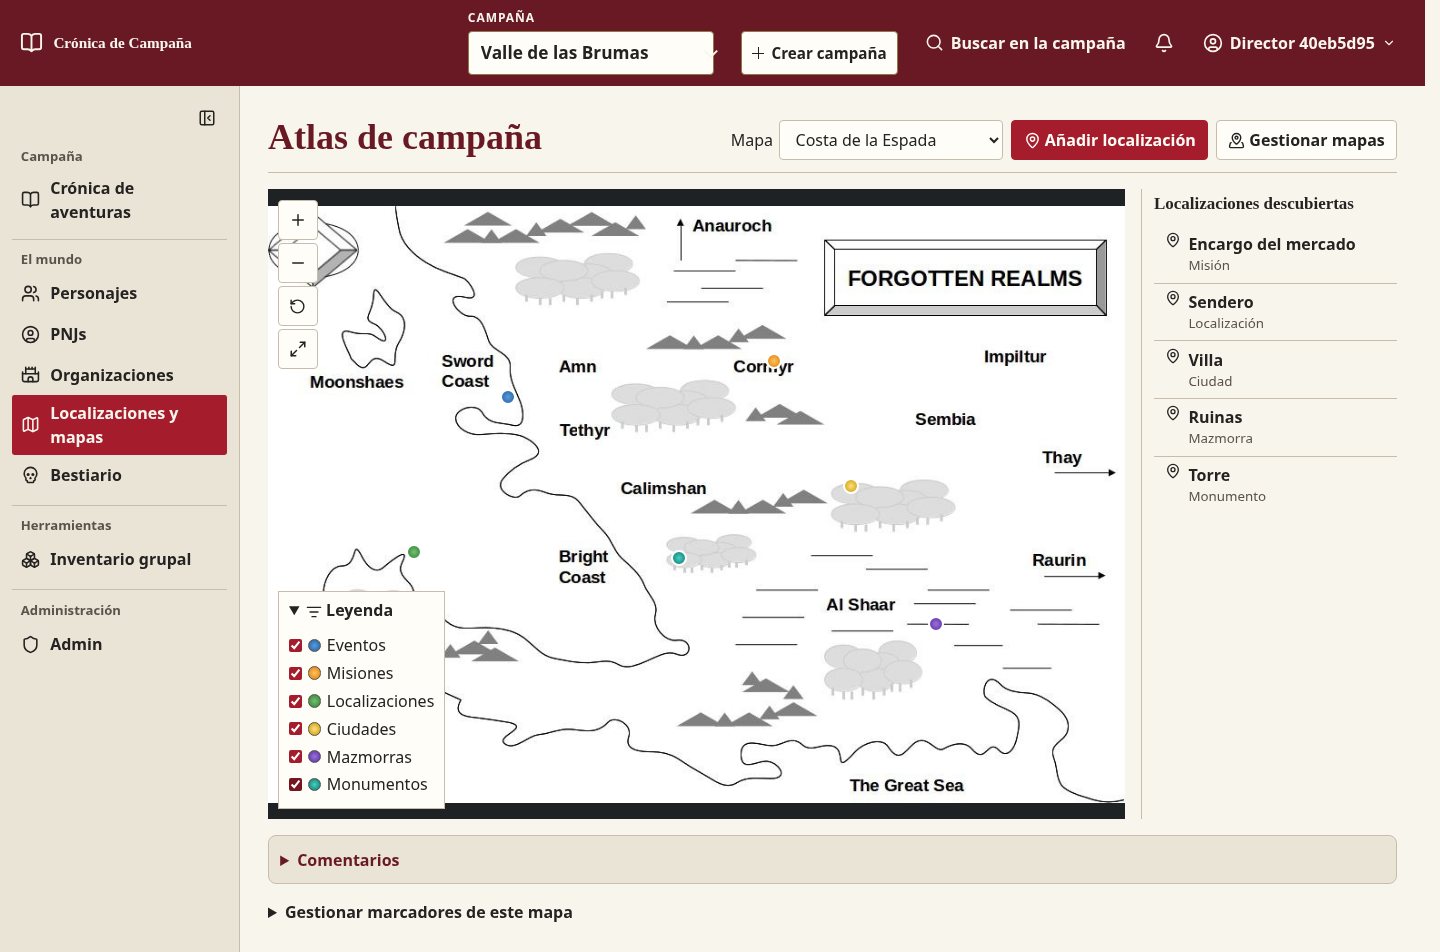 Crónica de Campaña
CAMPAÑA
Valle de las Brumas
Crear campaña
Buscar en la campaña
Director 40eb5d95
Campaña
Crónica de
aventuras
El mundo
Personajes
PNJs
Organizaciones
Localizaciones y
mapas
Bestiario
Herramientas
Inventario grupal
Administración
Admin
Atlas de campaña
Mapa
Costa de la Espada
Añadir localización
Gestionar mapas
Anauroch
FORGOTTEN REALMS
Sword
Coast
Amn
Impiltur
Moonshaes
Sembia
Tethyr
Thay
Calimshan
Bright
Coast
Raurin
Al Shaar
The Great Sea
Leyenda
Eventos
Misiones
Localizaciones
Ciudades
Mazmorras
Monumentos
Localizaciones descubiertas
Encargo del mercado
Misión
Sendero
Localización
Villa
Ciudad
Ruinas
Mazmorra
Torre
Monumento
Comentarios
Gestionar marcadores de este mapa